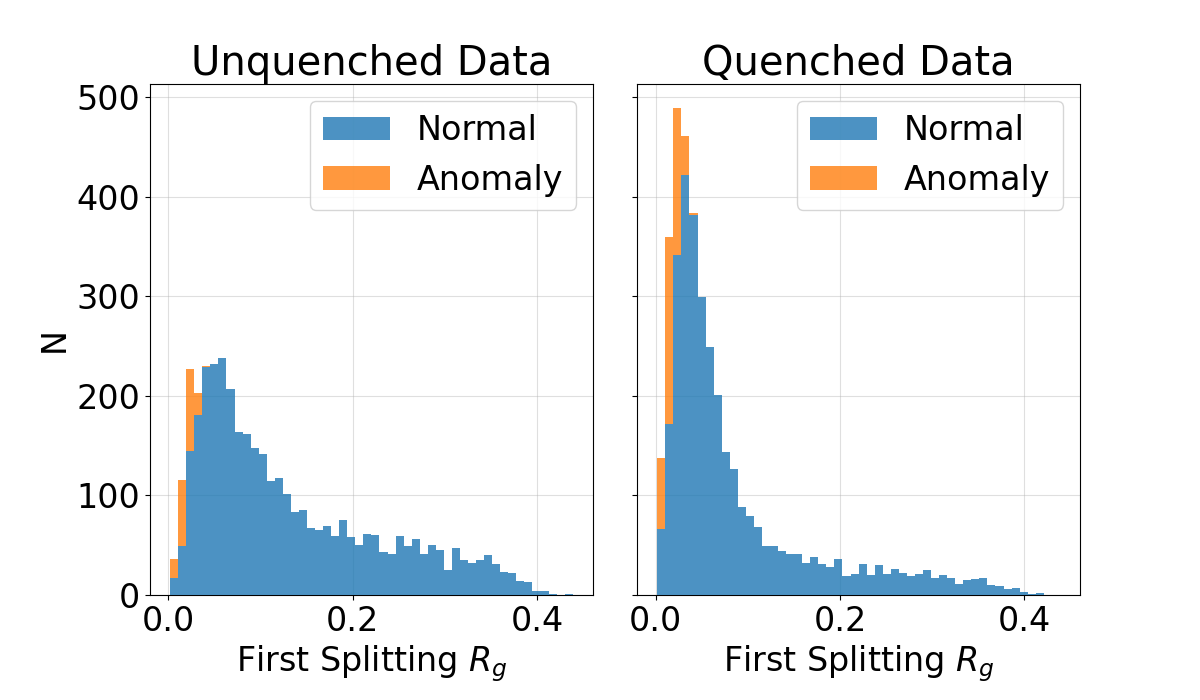 Unquenched Data
Quenched Data
500
400
300
200
100
0
N
Normal
Anomaly
Normal
Anomaly
0.0 0.2 0.4
0.0 0.2 0.4
First Splitting R_g
First Splitting R_g